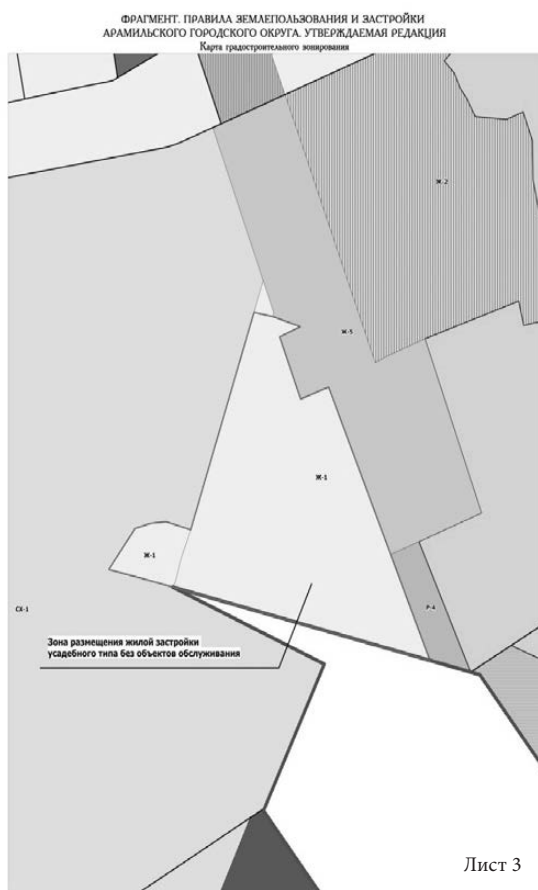 ФРАГМЕНТ. ПРАВИЛА ЗЕМЛЕПОЛЬЗОВАНИЯ И ЗАСТРОЙКИ
АРАМИЛЬСКОГО ГОРОДСКОГО ОКРУГА. УТВЕРЖДАЕМАЯ РЕДАКЦИЯ
Карта градостроительного зонирования
Ж-2
Ж-5
Ж-1
Ж-1
СХ-1
Р-4
Зона размещения жилой застройки
усадебного типа без объектов обслуживания
Лист 3